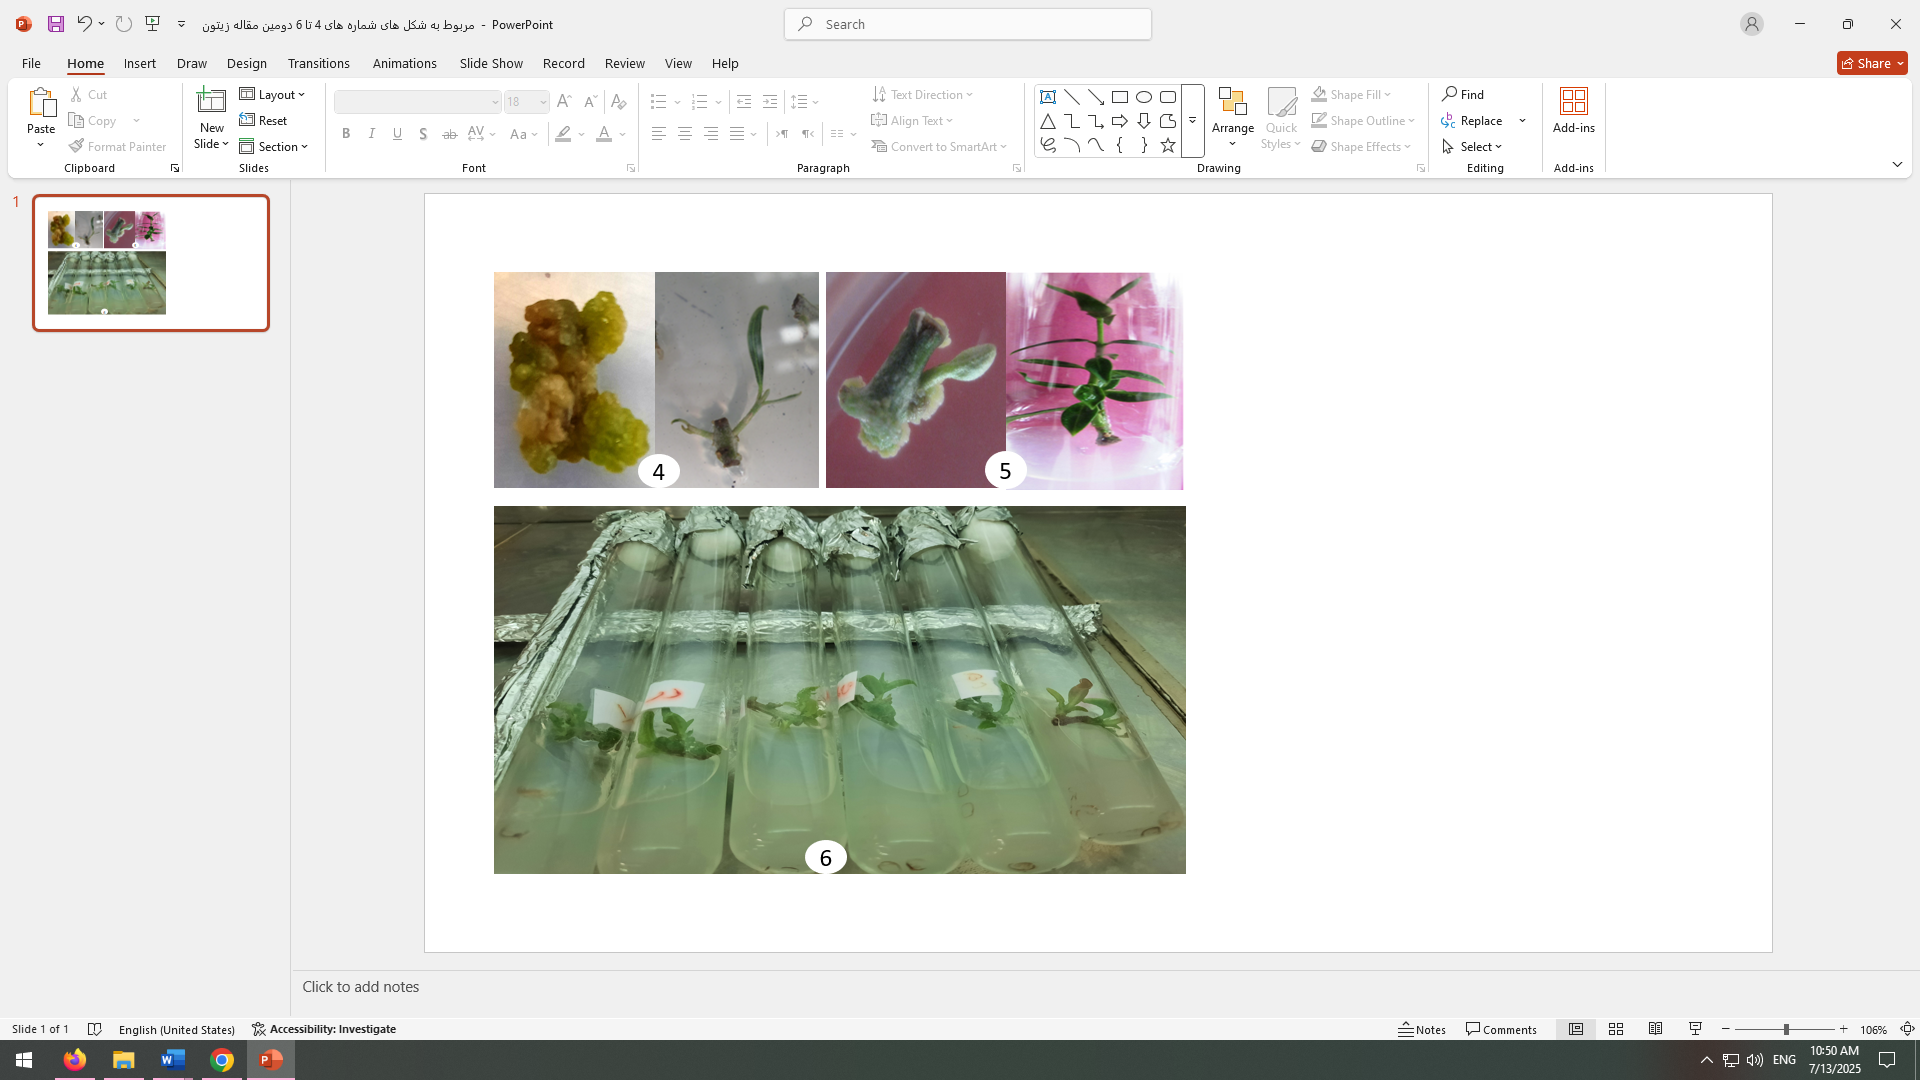 مربوط به شکل های شماره های 4 تا 6 دومین مقاله زیتون - PowerPoint
Search
File Home Insert Draw Design Transitions Animations Slide Show Record Review View Help
Share
Paste
Cut
Copy
Format Painter
Clipboard
New Slide
Layout
Reset
Section
Slides
18
B I U S ab AV Aa A
Font
Paragraph
Text Direction
Align Text
Convert to SmartArt
Arrange
Quick Styles
Shape Fill
Shape Outline
Shape Effects
Drawing
Find
Replace
Select
Editing
Add-ins
Add-ins
1
4
5
6
Click to add notes
Slide 1 of 1
English (United States)
Accessibility: Investigate
Notes
Comments
106%
ENG
10:50 AM
7/13/2025